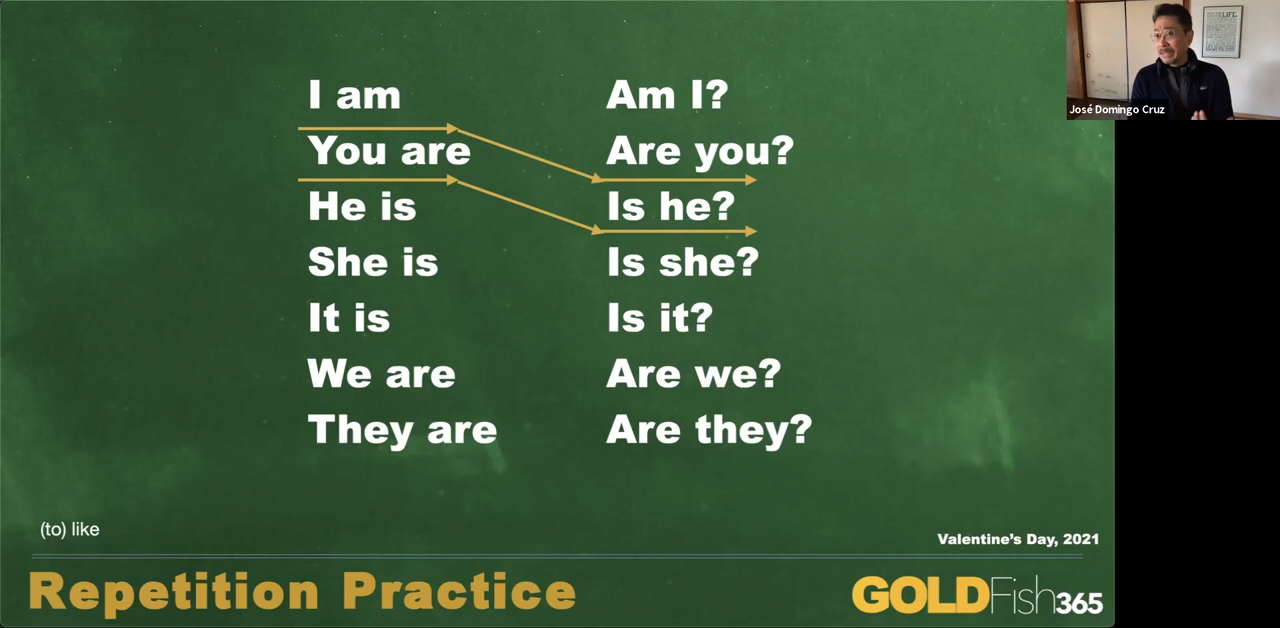 I am
You are
He is
She is
It is
We are
They are
Am I?
Are you?
Is he?
Is she?
Is it?
Are we?
Are they?
(to) like
Valentine's Day, 2021
Repetition Practice
GOLDFish365
LIFE.
José Domingo Cruz